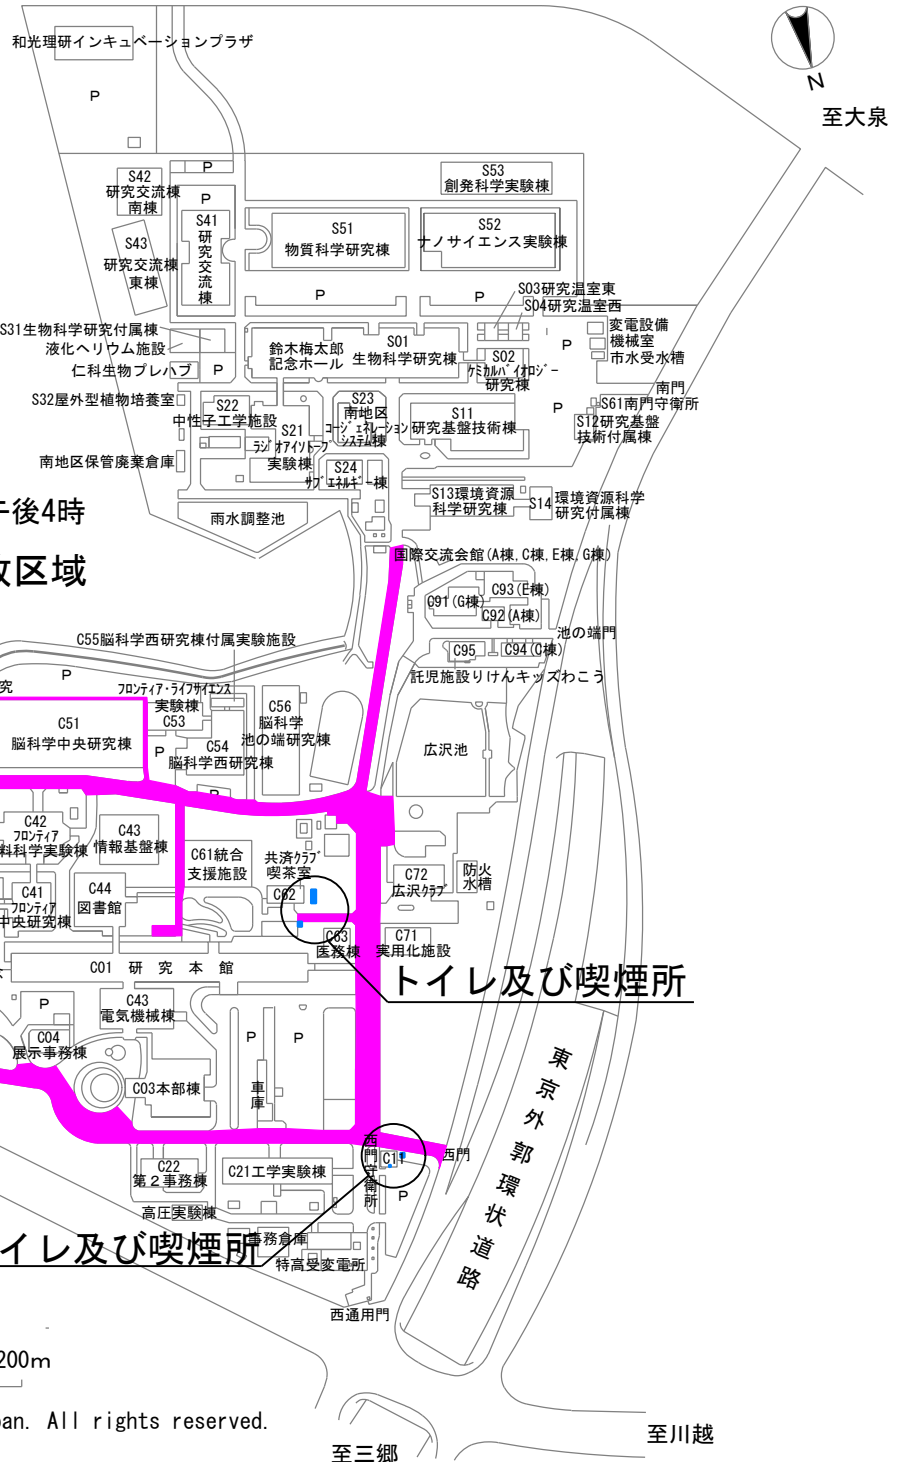 和光理研インキュベーションプラザ
P
N
至大泉
S42
研究交流棟
南棟
P
P
S53
創発科学実験棟
S41
研究交流棟
S43
研究交流棟
東棟
S51
物質科学研究棟
S52
ナノサイエンス実験棟
P
P
S03研究温室東
S04研究温室西
S31生物科学研究付属棟
液化ヘリウム施設
仁科生物プレハブ
P
鈴木梅太郎
記念ホール
S01
生物科学研究棟
S02
ケミカルバイオロジー
研究棟
P
変電設備
機械室
市水受水槽
南門
S61南門守衛所
S32屋外型植物培養室
S22
中性子工学施設
S21
ラジオアイソトープ
実験棟
S23
南地区
コージェネレーション
システム棟
S11
研究基盤技術棟
P
S12研究基盤
技術付属棟
南地区保管廃棄倉庫
S24
サブエネルギー棟
S13環境資源
科学研究棟
S14
環境資源科学
研究付属棟
午後4時
雨水調整池
放区域
国際交流会館(A棟,C棟,E棟,G棟)
C93(E棟)
C91(G棟)
C92(A棟)
池の端門
C95
C94(C棟)
託児施設りけんキッズわこう
C55脳科学西研究棟付属実験施設
P
究
フロンティア・ライフサイエンス
実験棟
C53
C56
脳科学
池の端研究棟
C51
脳科学中央研究棟
P
C54
脳科学西研究棟
広沢池
P
C42
フロンティア
料科学実験棟
C43
情報基盤棟
C61統合
支援施設
共済クラブ
喫茶室
C62
C72
広沢クラブ
防火
水槽
C41
フロンティア
中央研究棟
C44
図書館
C63
医務棟
C71
実用化施設
C01 研 究 本 館
トイレ及び喫煙所
P
C43
電気機械棟
C04
展示事務棟
P
P
C03本部棟
車庫
東京外郭環状道路
西門守衛所
C11
西門
C22
第２事務棟
C21工学実験棟
P
高圧実験棟
イレ及び喫煙所
事務倉庫
特高受変電所
西通用門
200m
pan. All rights reserved.
至三郷
至川越